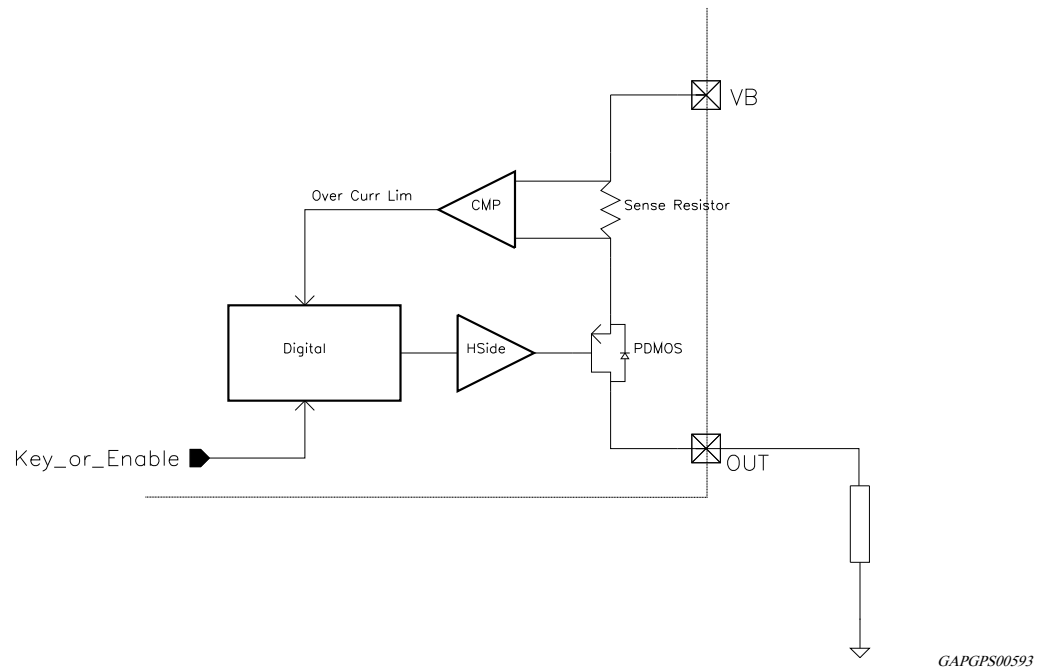 VB
Over Curr Lim
CMP
Sense Resistor
Digital
HSide
PDMOS
Key_or_Enable
OUT
GAPGPS00593